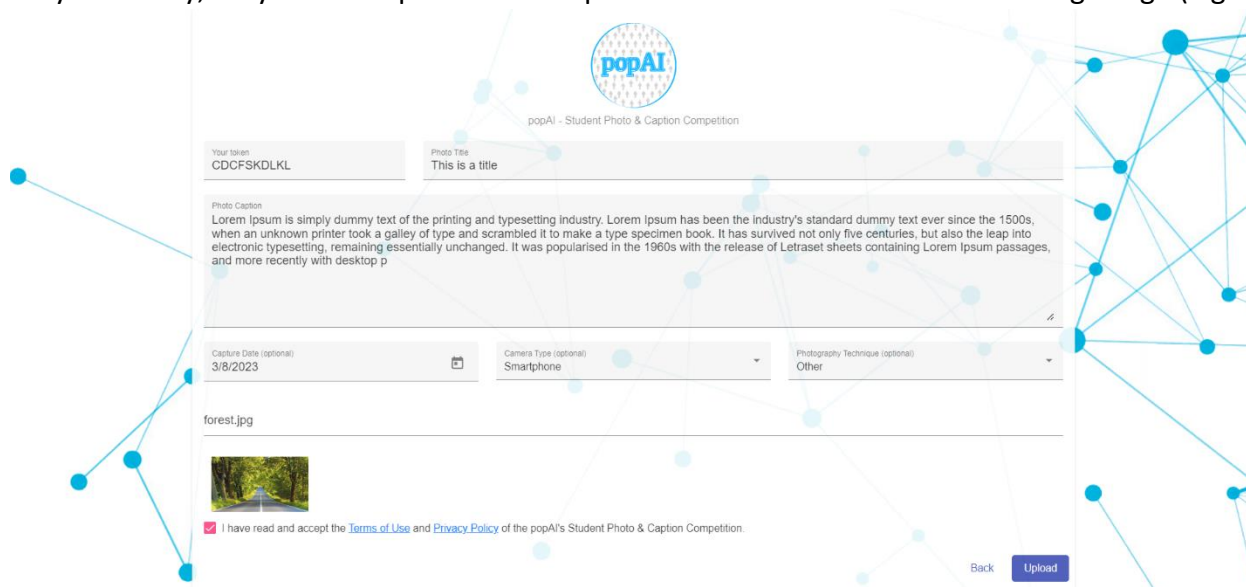 popAI
popAI - Student Photo & Caption Competition
Your token
CDCFSKDLKL
Photo Title
This is a title
Photo Caption
Lorem Ipsum is simply dummy text of the printing and typesetting industry. Lorem Ipsum has been the industry's standard dummy text ever since the 1500s,
when an unknown printer took a galley of type and scrambled it to make a type specimen book. It has survived not only five centuries, but also the leap into
electronic typesetting, remaining essentially unchanged. It was popularised in the 1960s with the release of Letraset sheets containing Lorem Ipsum passages,
and more recently with desktop p
Capture Date (optional)
3/8/2023
Camera Type (optional)
Smartphone
Photography Technique (optional)
Other
forest.jpg
I have read and accept the Terms of Use and Privacy Policy of the popAI's Student Photo & Caption Competition.
Back
Upload